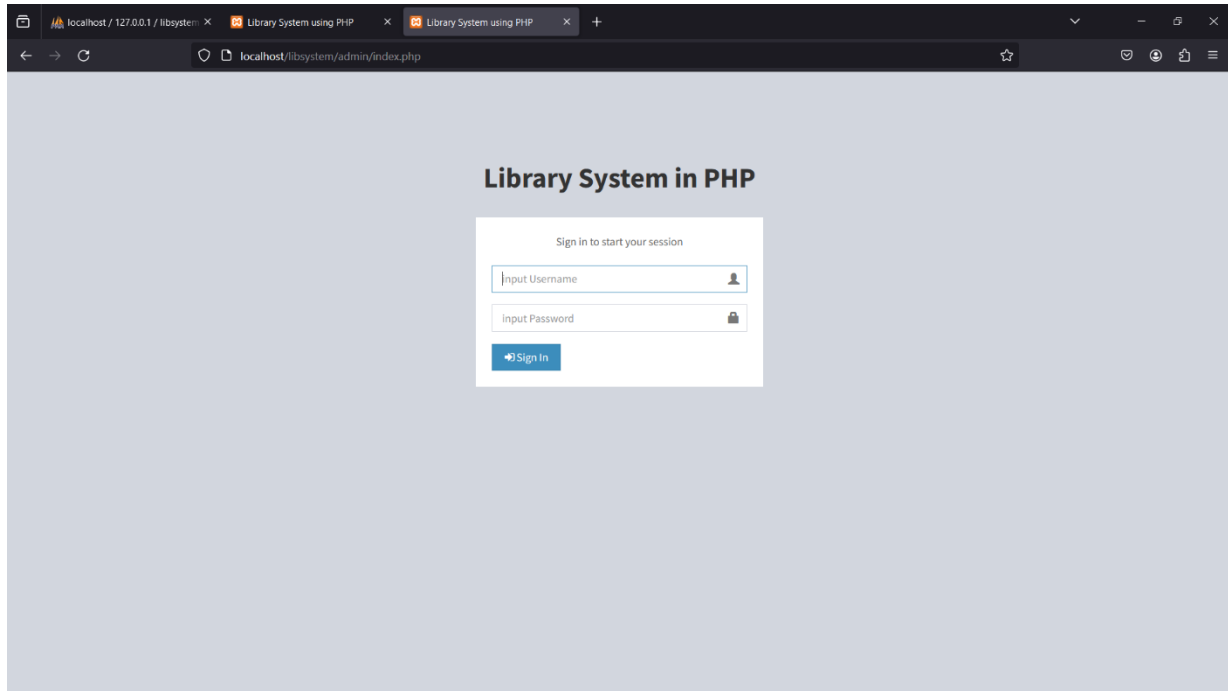 localhost / 127.0.0.1 / libsystem
Library System using PHP
Library System using PHP
localhost/libsystem/admin/index.php
Library System in PHP
Sign in to start your session
input Username
input Password
Sign In